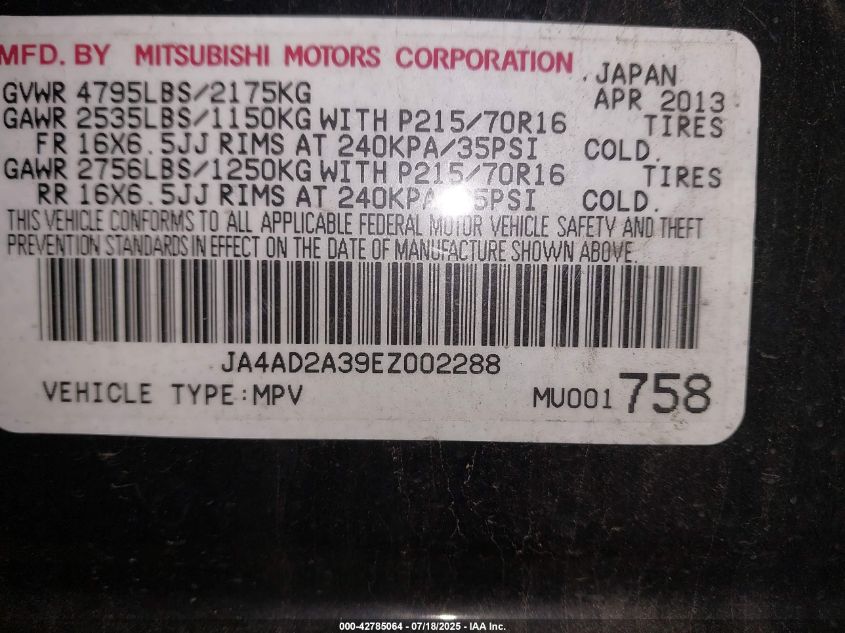 MFD. BY MITSUBISHI MOTORS CORPORATION, JAPAN
GVWR 4795LBS/2175KG APR 2013
GAWR 2535LBS/1150KG WITH P215/70R16 TIRES
FR 16X6.5JJ RIMS AT 240KPA/35PSI COLD.
GAWR 2756LBS/1250KG WITH P215/70R16 TIRES
RR 16X6.5JJ RIMS AT COLD.
THIS VEHICLE CONFORMS TO ALL APPLICABLE FEDERAL MOTOR VEHICLE SAFETY AND THEFT
PREVENTION STANDARDS IN EFFECT ON THE DATE OF MANUFACTURE SHOWN ABOVE.
JA4AD2A39EZ002288
VEHICLE TYPE:MPV MU001 758
000-42785064 - 07/18/2025 - IAA Inc.